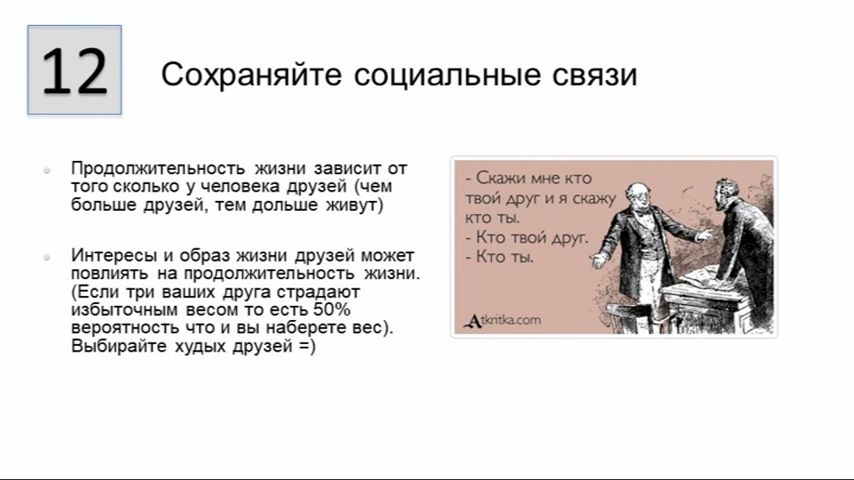 12
Сохраняйте социальные связи
Продолжительность жизни зависит от
того сколько у человека друзей (чем
больше друзей, тем дольше живут)
Интересы и образ жизни друзей может
повлиять на продолжительность жизни.
(Если три ваших друга страдают
избыточным весом то есть 50%
вероятность что и вы наберете вес).
Выбирайте худых друзей =)
- Скажи мне кто
твой друг и я скажу
кто ты.
- Кто твой друг.
- Кто ты.
Atkritka.com